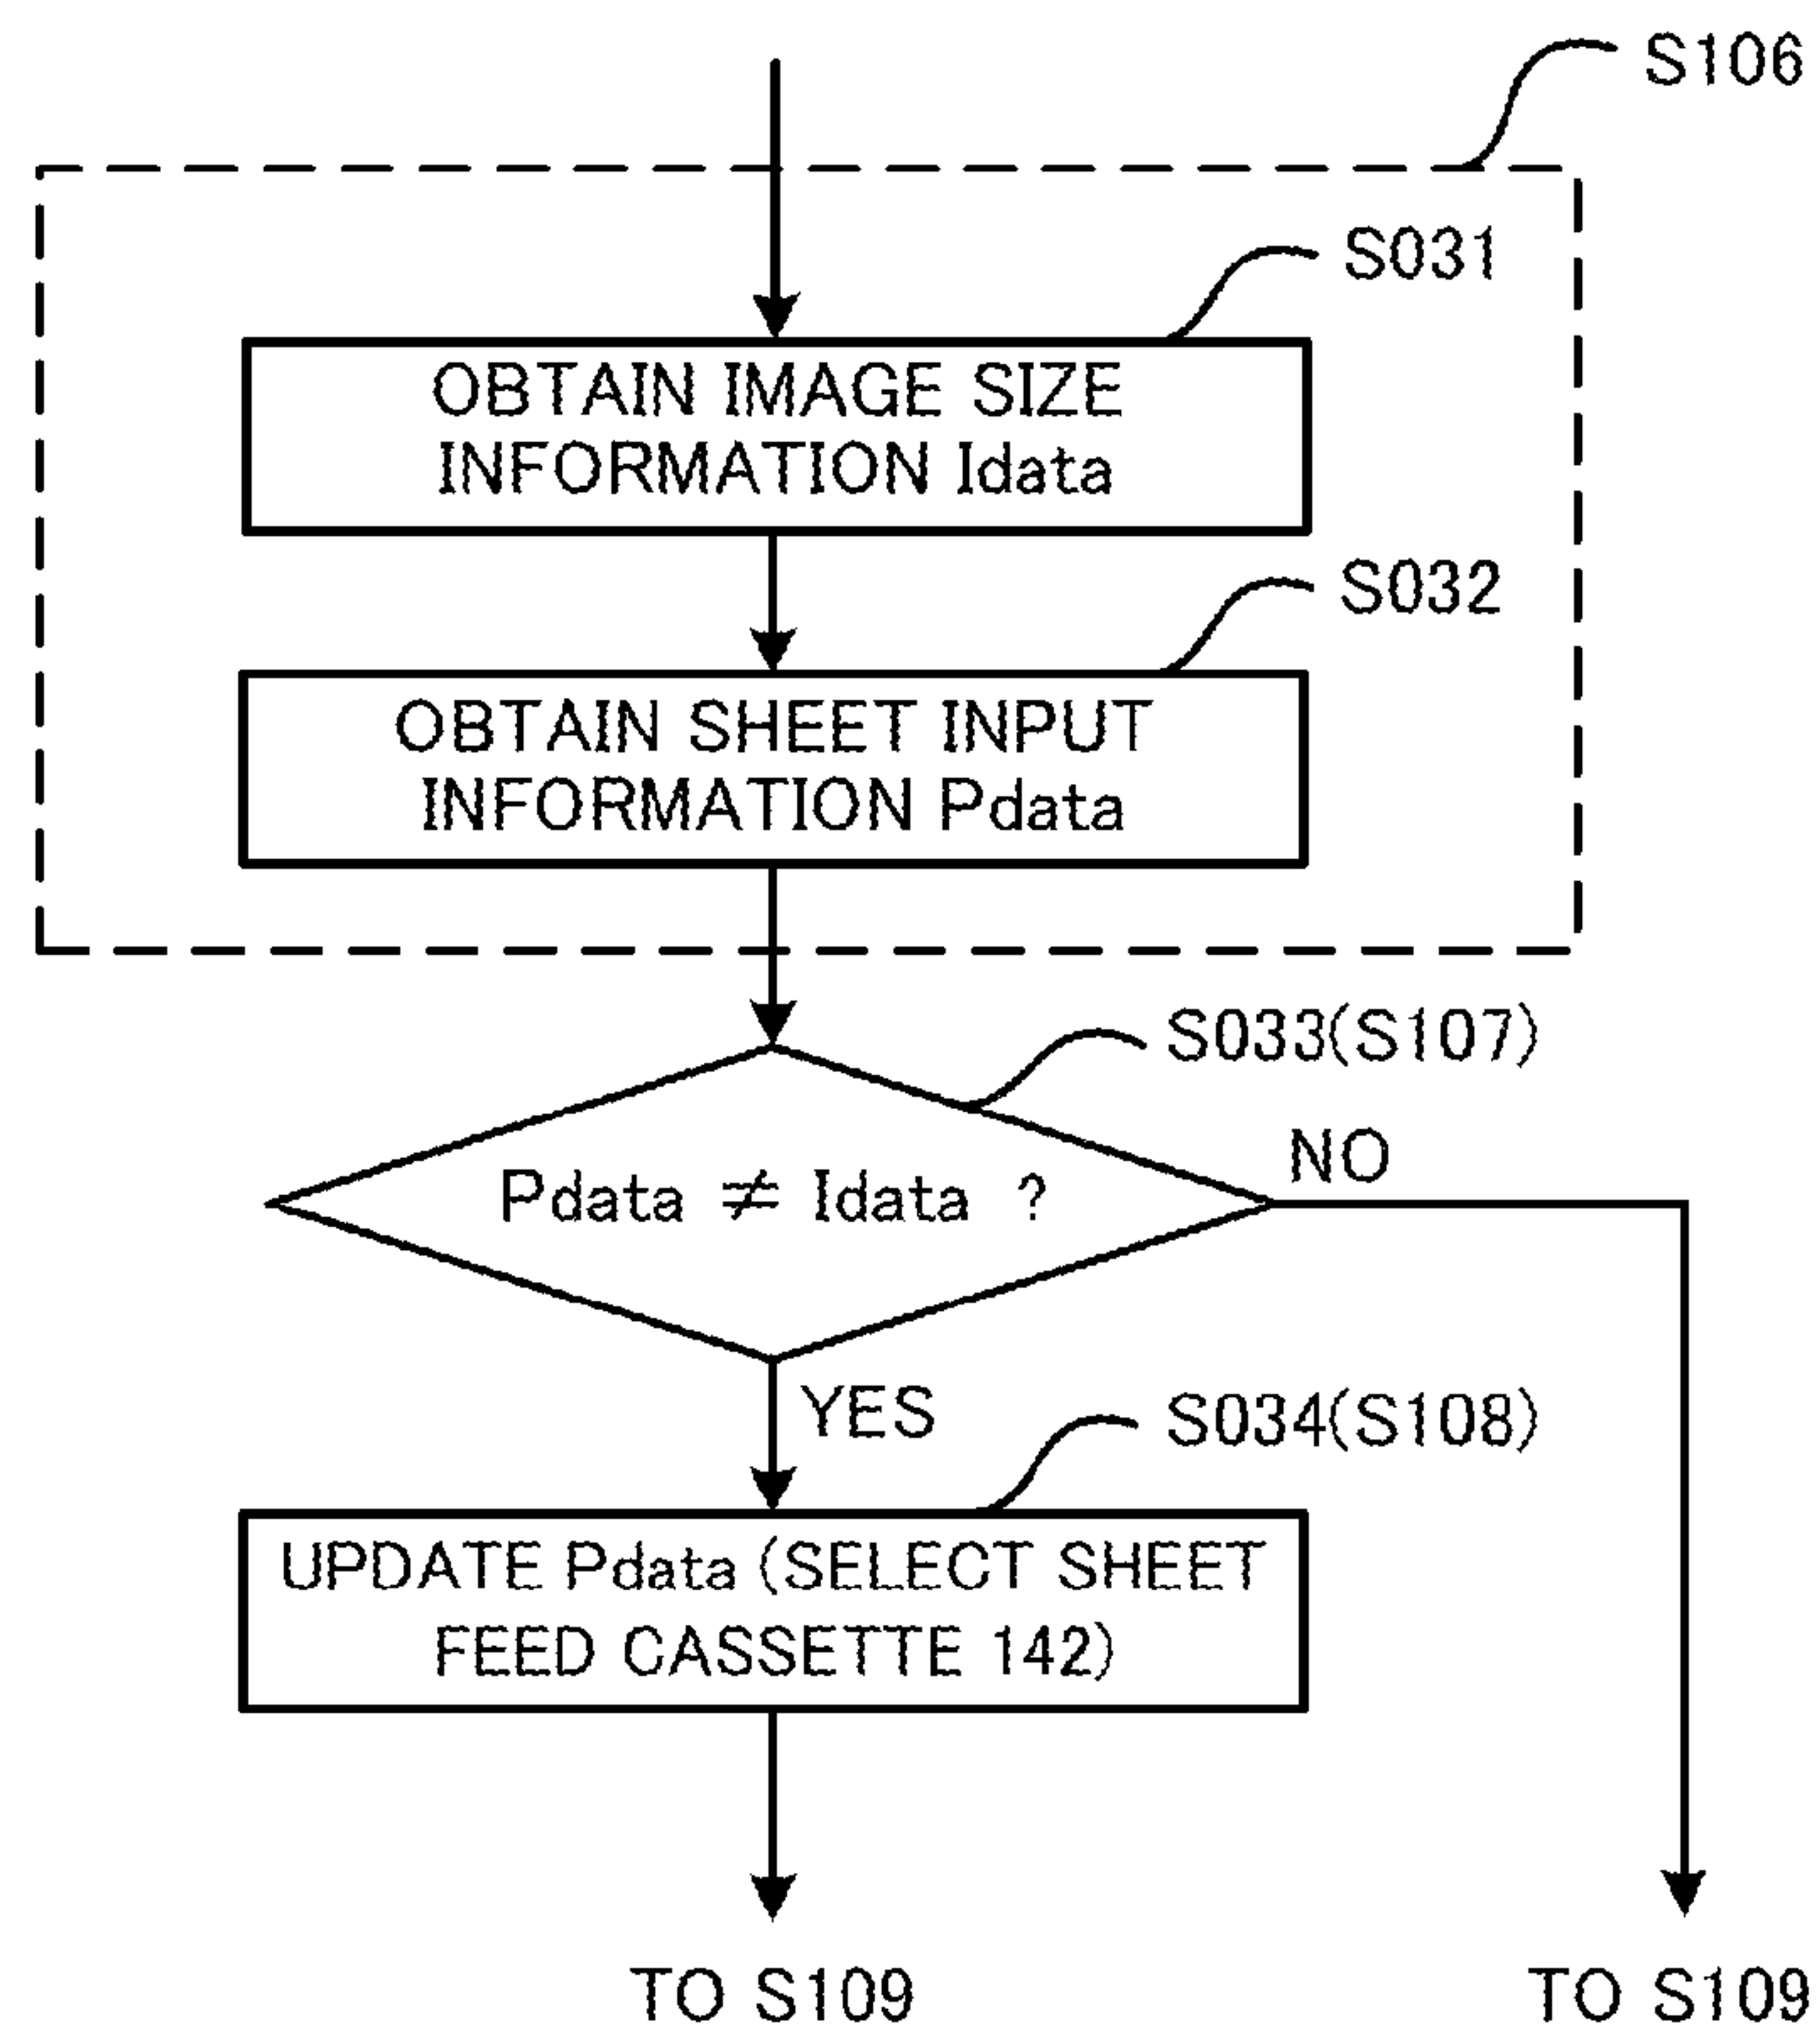 S106
S031
OBTAIN IMAGE SIZE
INFORMATION Idata
S032
OBTAIN SHEET INPUT
INFORMATION Pdata
S033(S107)
NO
Pdata ≠ Idata ?
YES
S034(S108)
UPDATE Pdata (SELECT SHEET
FEED CASSETTE 142)
TO S109
TO S109